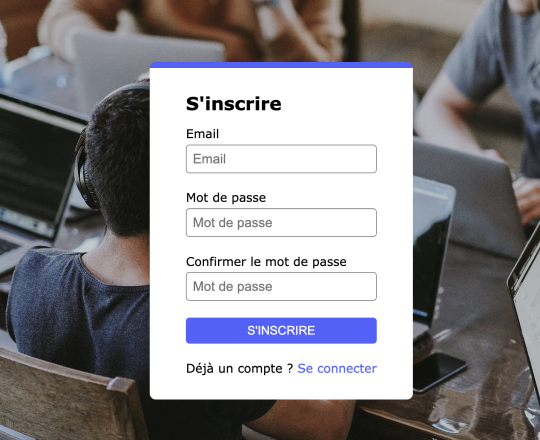 S'inscrire
Email
Email
Mot de passe
Mot de passe
Confirmer le mot de passe
Mot de passe
S'INSCRIRE
Déjà un compte ? Se connecter